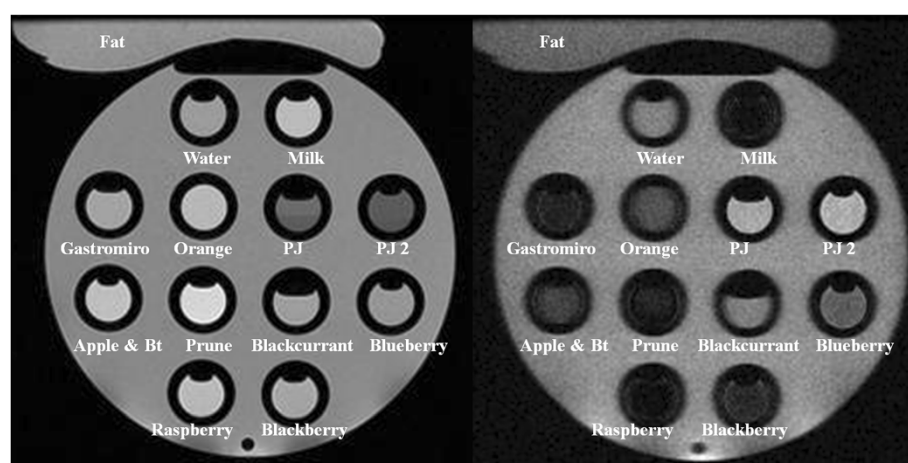 Fat
Water Milk
Gastromiro Orange PJ PJ 2
Apple & Bt Prune Blackcurrant Blueberry
Raspberry Blackberry
Fat
Water Milk
Gastromiro Orange PJ PJ 2
Apple & Bt Prune Blackcurrant Blueberry
Raspberry Blackberry